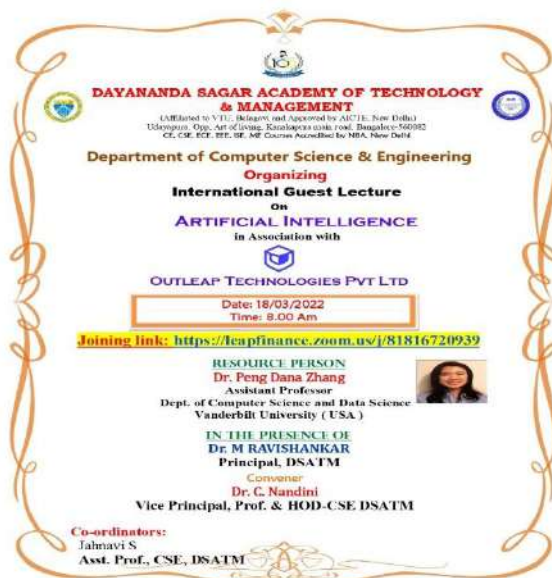 DAYANANDA SAGAR ACADEMY OF TECHNOLOGY
& MANAGEMENT
(Affiliated to VTU, Belagavi and Approved by AICTE, New Delhi)
Udayapura, Opp. Art of living, Kanakapura main road, Bangalore-560082
CE, CSE, ECE, EEE, ISE, ME Courses Accredited by NBA, New Delhi
Department of Computer Science & Engineering
Organizing
International Guest Lecture
On
ARTIFICIAL INTELLIGENCE
in Association with
OUTLEAP TECHNOLOGIES PVT LTD
Date: 18/03/2022
Time: 8.00 Am
Joining link: https://leapfinance.zoom.us/j/81816720939
RESOURCE PERSON
Dr. Peng Dana Zhang
Assistant Professor
Dept. of Computer Science and Data Science
Vanderbilt University ( USA )
IN THE PRESENCE OF
Dr. M RAVISHANKAR
Principal, DSATM
Convener
Dr. C. Nandini
Vice Principal, Prof. & HOD-CSE DSATM
Co-ordinators:
Jahnavi S
Asst. Prof., CSE, DSATM